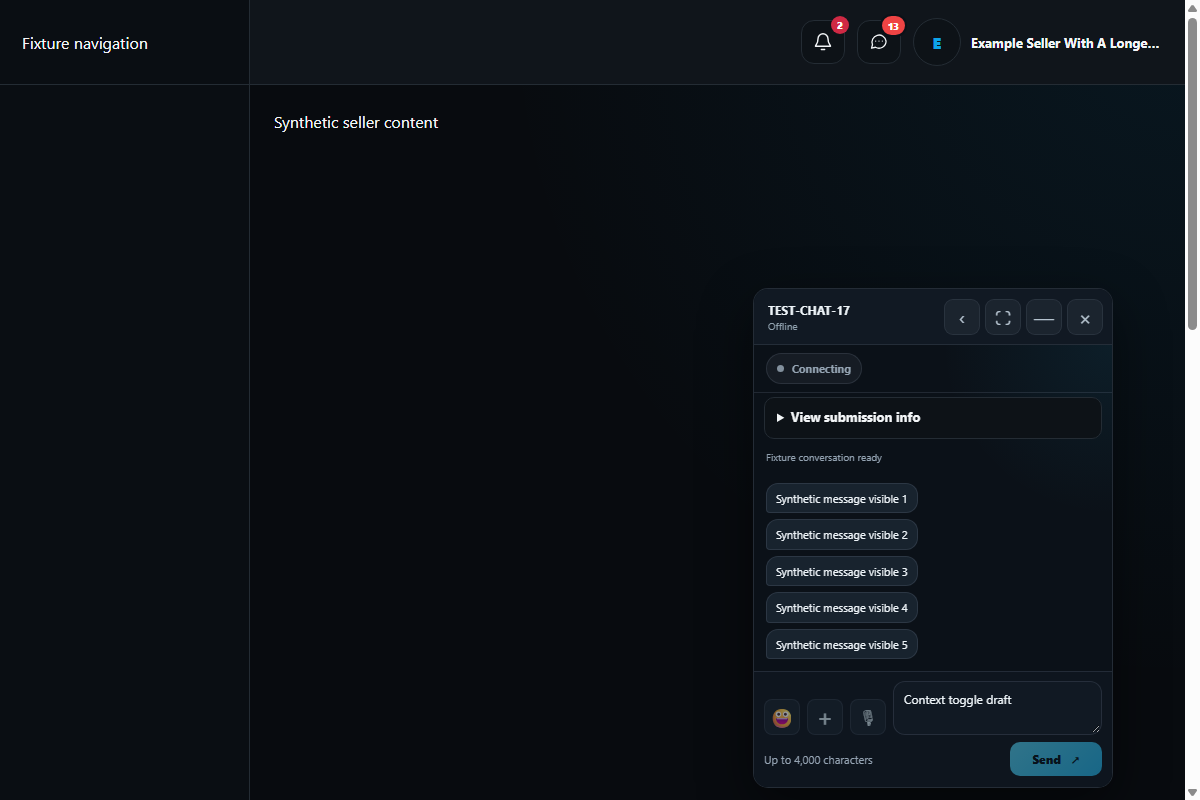 Fixture navigation
2
13
E
Example Seller With A Longe...
Synthetic seller content
TEST-CHAT-17
Offline
Connecting
View submission info
Fixture conversation ready
Synthetic message visible 1
Synthetic message visible 2
Synthetic message visible 3
Synthetic message visible 4
Synthetic message visible 5
Context toggle draft
Up to 4,000 characters
Send ↗